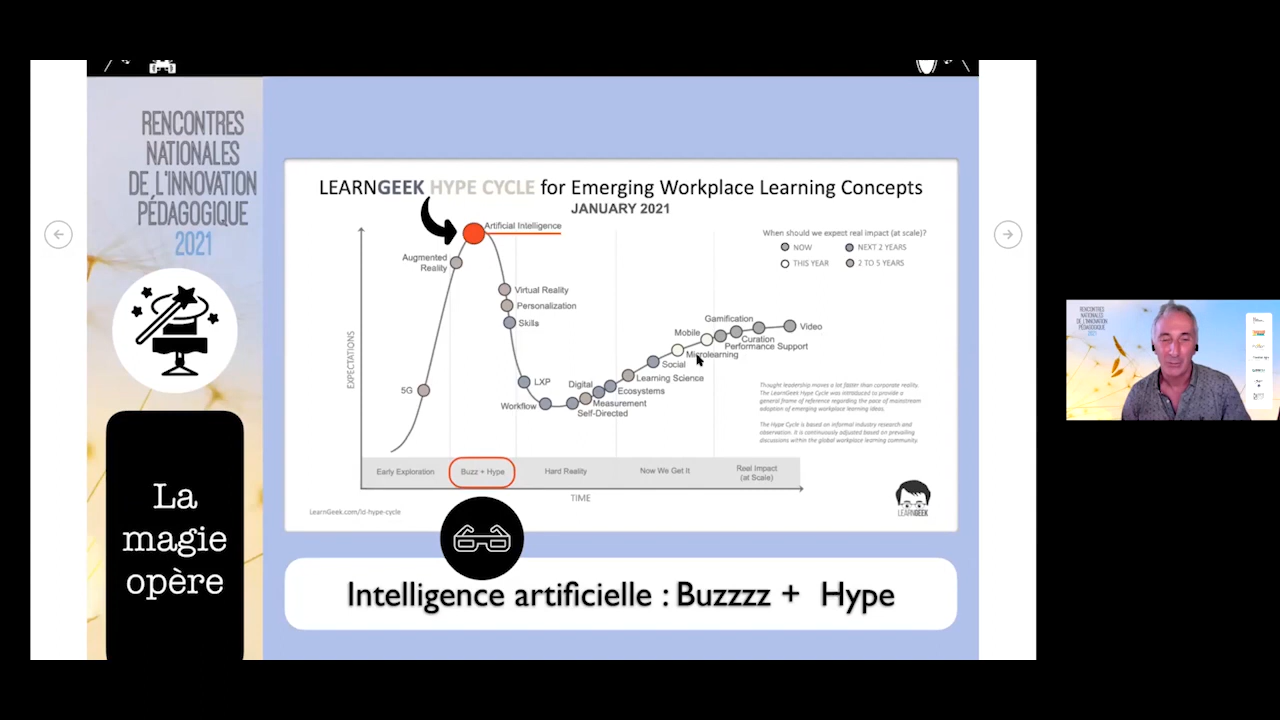 RENCONTRES
NATIONALES
DE L'INNOVATION
PÉDAGOGIQUE
2021
La
magie
opère
LEARNGEEK HYPE CYCLE for Emerging Workplace Learning Concepts
JANUARY 2021
Artificial Intelligence
When should we expect real impact (at scale)?
NOW
NEXT 2 YEARS
THIS YEAR
2 TO 5 YEARS
Augmented
Reality
Virtual Reality
Personalization
Skills
5G
LXP
Workflow
Digital
Self-Directed
Measurement
Ecosystems
Learning Science
Social
Microlearning
Mobile
Performance Support
Gamification
Curation
Video
EXPECTATIONS
Thought leadership moves a lot faster than corporate reality.
The LearnGeek Hype Cycle was introduced to provide a
general frame of reference regarding the pace of mainstream
adoption of emerging workplace learning ideas.
The Hype Cycle is based on informal industry research and
observation. It is continuously adjusted based on prevailing
discussions within the global workplace learning community.
Early Exploration
Buzz + Hype
Hard Reality
Now We Get It
Real Impact
(at Scale)
TIME
LearnGeek.com/ld-hype-cycle
LEARNGEEK
Intelligence artificielle : Buzzzz + Hype
RENCONTRES
NATIONALES
DE L'INNOVATION
PÉDAGOGIQUE
2021